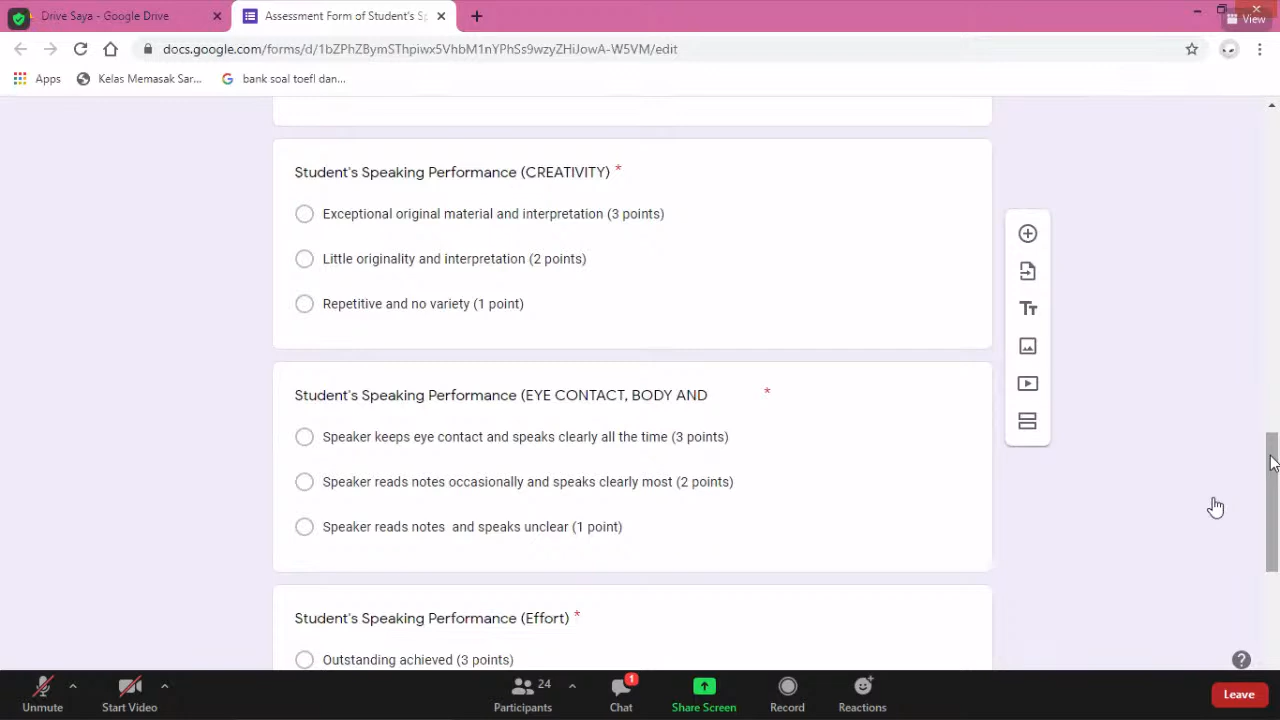 Drive Saya - Google Drive
Assessment Form of Student's Sp
View
docs.google.com/forms/d/1bZPhZBymSThpiwx5VhbM1nYPhSs9wzyZHiJowA-W5VM/edit
Apps
Kelas Memasak Sar...
bank soal toefl dan...
Student's Speaking Performance (CREATIVITY) *
Exceptional original material and interpretation (3 points)
Little originality and interpretation (2 points)
Repetitive and no variety (1 point)
Student's Speaking Performance (EYE CONTACT, BODY AND *
Speaker keeps eye contact and speaks clearly all the time (3 points)
Speaker reads notes occasionally and speaks clearly most (2 points)
Speaker reads notes  and speaks unclear (1 point)
Student's Speaking Performance (Effort) *
Outstanding achieved (3 points)
Unmute
Start Video
24
Participants
1
Chat
Share Screen
Record
Reactions
Leave